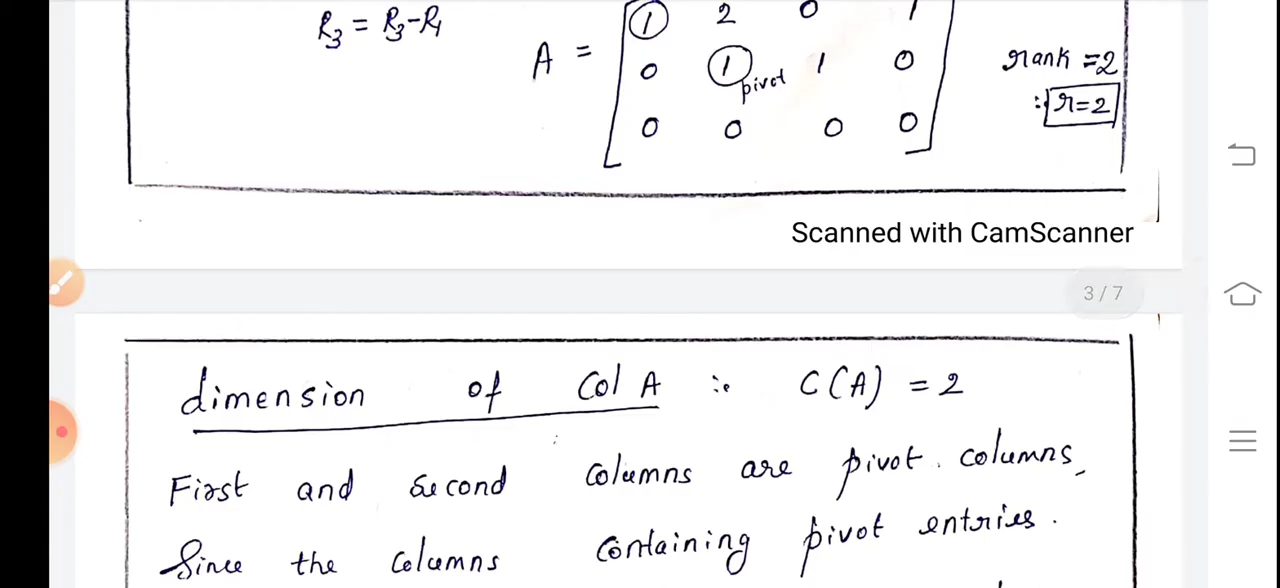 R3 = R3-R1
A = [ 1 2 0 1
0 1 pivot 1 0
0 0 0 0 ]
rank =2
∴ r=2
Scanned with CamScanner
3/7
dimension of Col A :- C(A) = 2
First and second columns are pivot columns,
Since the columns containing pivot entries.